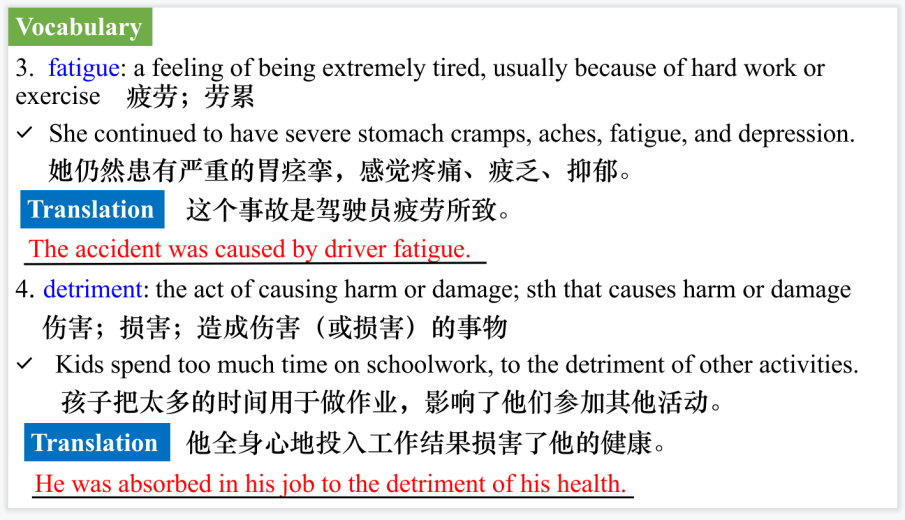 Vocabulary
3. fatigue: a feeling of being extremely tired, usually because of hard work or
exercise 疲劳；劳累
✓ She continued to have severe stomach cramps, aches, fatigue, and depression.
她仍然患有严重的胃痉挛，感觉疼痛、疲乏、抑郁。
Translation 这个事故是驾驶员疲劳所致。
The accident was caused by driver fatigue.
4. detriment: the act of causing harm or damage; sth that causes harm or damage
伤害；损害；造成伤害（或损害）的事物
✓ Kids spend too much time on schoolwork, to the detriment of other activities.
孩子把太多的时间用于做作业，影响了他们参加其他活动。
Translation 他全身心地投入工作结果损害了他的健康。
He was absorbed in his job to the detriment of his health.